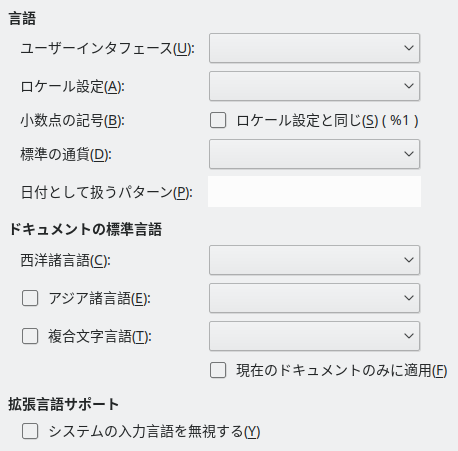 言語
ユーザーインタフェース(U):
ロケール設定(A):
小数点の記号(B): ロケール設定と同じ(S) ( %1 )
標準の通貨(D):
日付として扱うパターン(P):
ドキュメントの標準言語
西洋諸言語(C):
アジア諸言語(E):
複合文字言語(T):
現在のドキュメントのみに適用(F)
拡張言語サポート
システムの入力言語を無視する(Y)